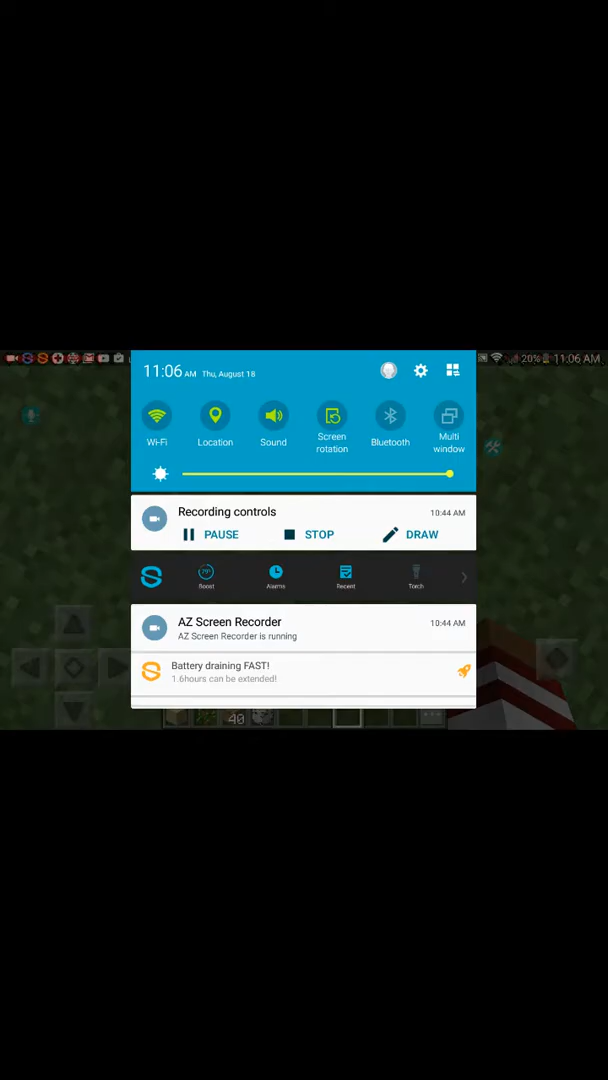 20% 11:06 AM
11:06 AM Thu, August 18
Wi-Fi Location Sound Screen rotation Bluetooth Multi window
Recording controls 10:44 AM
PAUSE STOP DRAW
79°
Boost Alarms Recent Torch
AZ Screen Recorder 10:44 AM
AZ Screen Recorder is running
Battery draining FAST!
1.6hours can be extended!
40